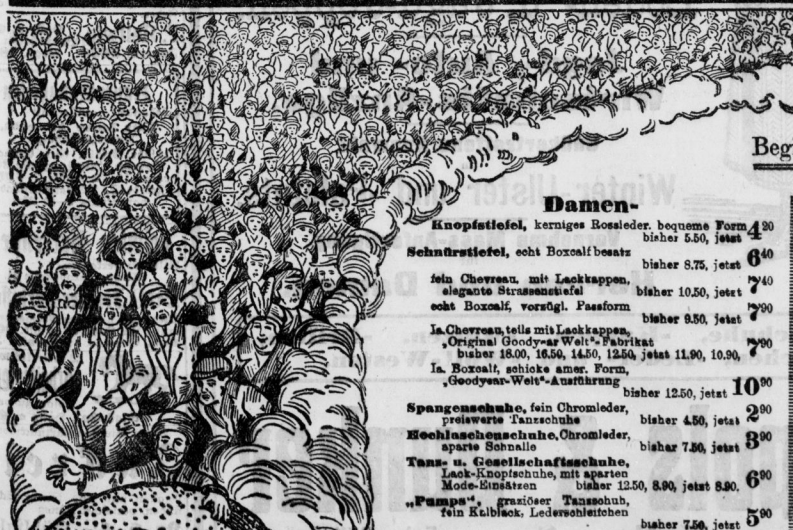 Beg
Damen-
Knopfstiefel, kerniges Rossleder, bequeme Form
bisher 5.50, jetzt 4 20
Schnürstiefel, echt Boxcalfbesatz
bisher 8.75, jetzt 6 40
fein Chevreau, mit Lackkappen,
elegante Strassenstiefel bisher 10.50, jetzt 7 40
echt Boxcalf, vorzügl. Passform
bisher 9.50, jetzt 7 90
Ia. Chevreau, teils mit Lackkappen,
„Original Goodyear Welt"-Fabrikat
bisher 18.00, 16.50, 14.50, 12.50, jetzt 11.90, 10.90, 7 90
Ia. Boxcalf, schicke amer. Form,
„Goodyear-Welt"-Ausführung
bisher 12.50, jetzt 10 90
Spangenschuhe, fein Chromleder,
preiswerte Tanzschuhe bisher 4.50, jetzt 2 90
Hochlaschenschuhe, Chromleder,
aparte Schnalle bisher 7.50, jetzt 3 90
Tanz- u. Gesellschaftsschuhe,
Lack-Knopfschuhe, mit aparten
Mode-Einsätzen bisher 12.50, 8.90, jetzt 8.90, 6 90
„Pumps", graziöser Tanzschuh,
fein Kalblack, Lederschleifchen
bisher 7.50, jetzt 5 90